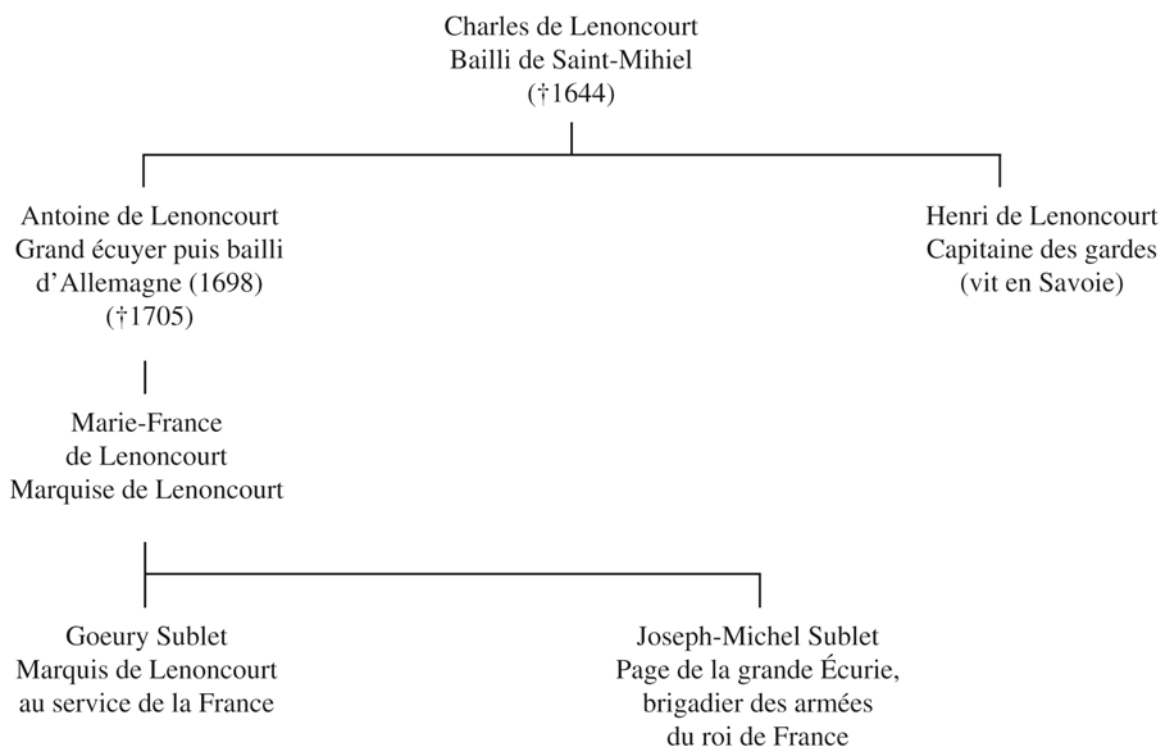 Charles de Lenoncourt
Bailli de Saint-Mihiel
(†1644)
Antoine de Lenoncourt
Grand écuyer puis bailli
d’Allemagne (1698)
(†1705)
Henri de Lenoncourt
Capitaine des gardes
(vit en Savoie)
Marie-France
de Lenoncourt
Marquise de Lenoncourt
Goeury Sublet
Marquis de Lenoncourt
au service de la France
Joseph-Michel Sublet
Page de la grande Écurie,
brigadier des armées
du roi de France